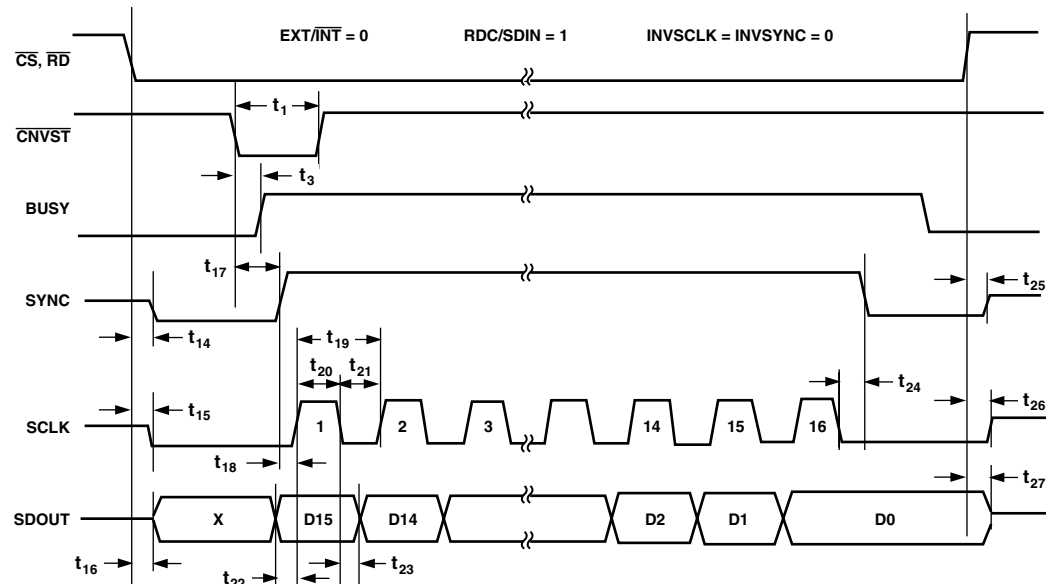 EXT/INT = 0 RDC/SDIN = 1 INVSCLK = INVSYNC = 0
CS, RD
t1
CNVST
t3
BUSY
t17
SYNC
t25
t14
t19
t20 t21
t24
t15
t26
SCLK
1 2 3 14 15 16
t18
t27
SDOUT
X D15 D14 D2 D1 D0
t16
t22
t23